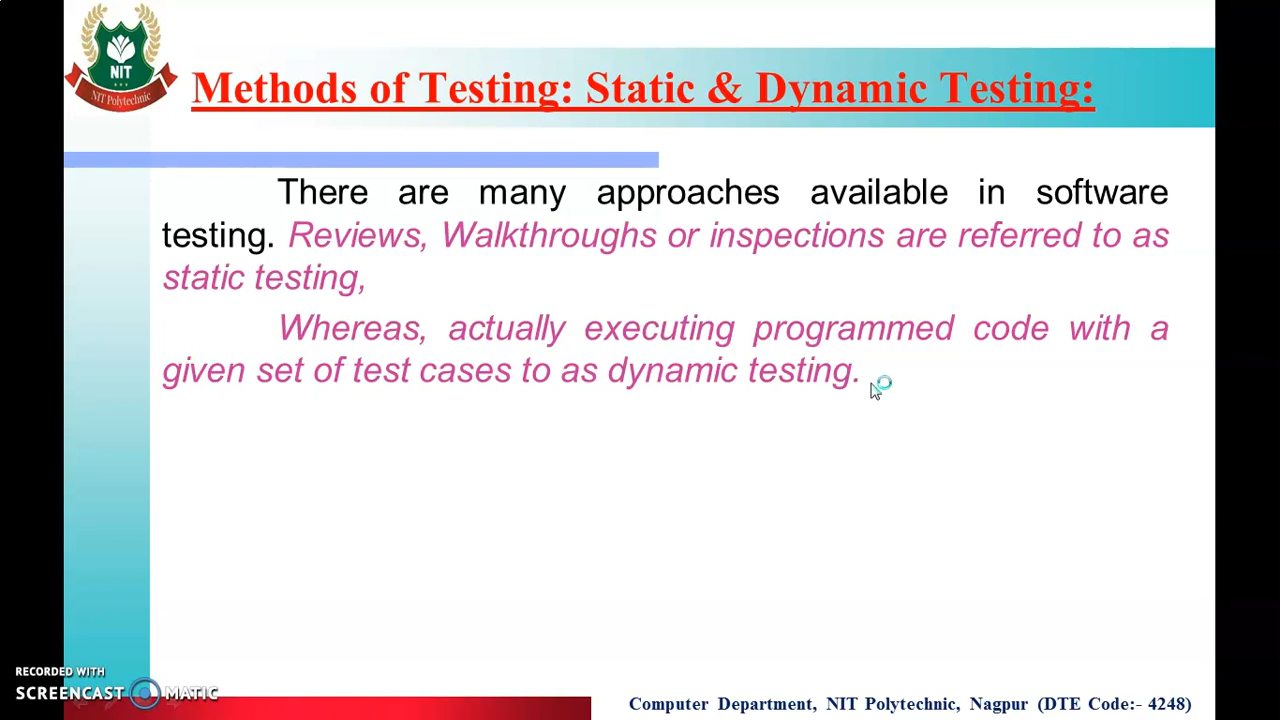 NIT
NIT Polytechnic
Methods of Testing: Static & Dynamic Testing:
There are many approaches available in software
testing. Reviews, Walkthroughs or inspections are referred to as
static testing,
Whereas, actually executing programmed code with a
given set of test cases to as dynamic testing.
RECORDED WITH
SCREENCAST MATIC
Computer Department, NIT Polytechnic, Nagpur (DTE Code:- 4248)